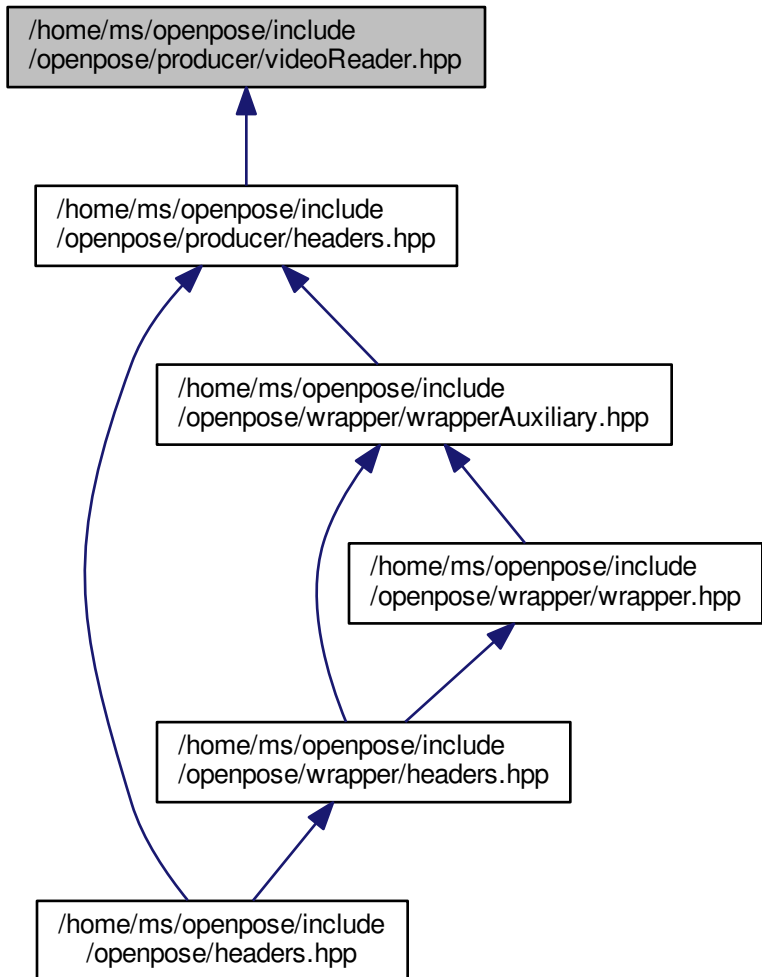 /home/ms/openpose/include
/openpose/producer/videoReader.hpp
/home/ms/openpose/include
/openpose/producer/headers.hpp
/home/ms/openpose/include
/openpose/wrapper/wrapperAuxiliary.hpp
/home/ms/openpose/include
/openpose/wrapper/wrapper.hpp
/home/ms/openpose/include
/openpose/wrapper/headers.hpp
/home/ms/openpose/include
/openpose/headers.hpp